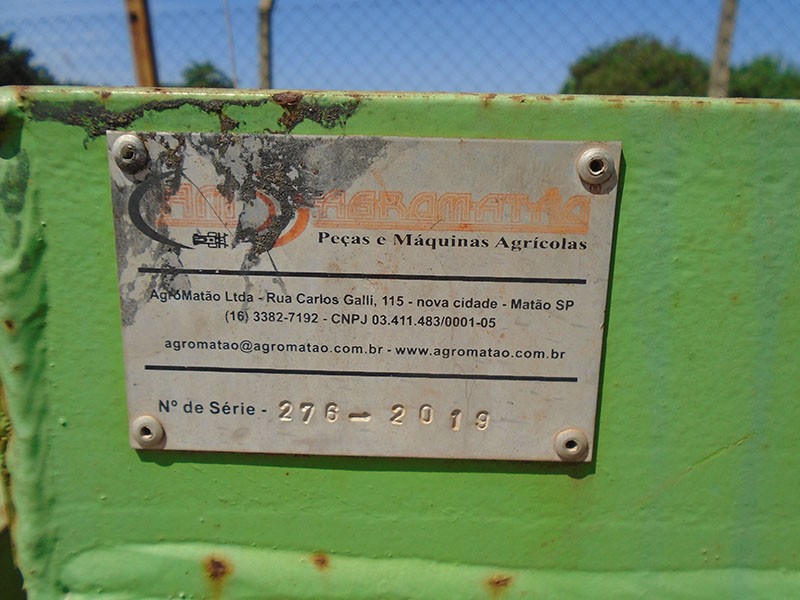 AM AGROMATÃO
Peças e Máquinas Agrícolas
AgroMatão Ltda - Rua Carlos Galli, 115 - nova cidade - Matão SP
(16) 3382-7192 - CNPJ 03.411.483/0001-05
agromatao@agromatao.com.br - www.agromatao.com.br
Nº de Série - 276-2019